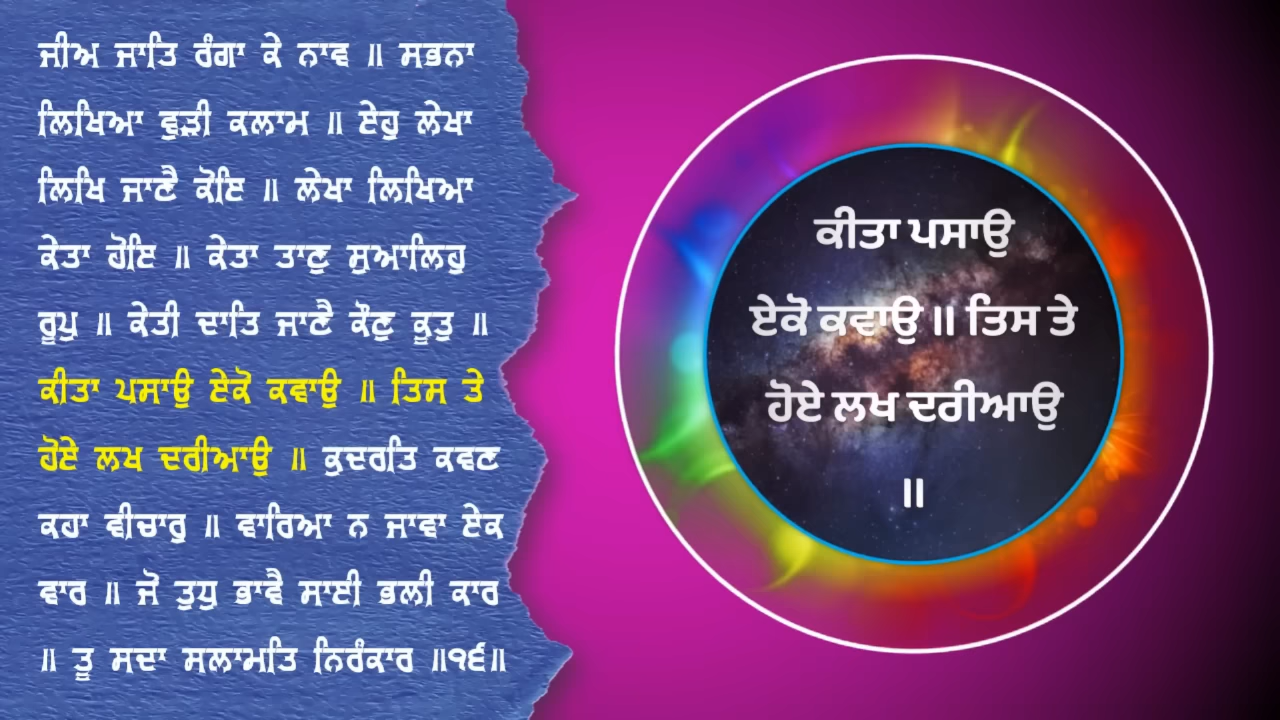 ਜੀਅ ਜਾਤਿ ਰੰਗਾ ਕੇ ਨਾਵ ॥ ਸਭਨਾ
ਲਿਖਿਆ ਵੁੜੀ ਕਲਾਮ ॥ ਏਹੁ ਲੇਖਾ
ਲਿਖਿ ਜਾਣੈ ਕੋਇ ॥ ਲੇਖਾ ਲਿਖਿਆ
ਕੇਤਾ ਹੋਇ ॥ ਕੇਤਾ ਤਾਣੁ ਸੁਆਲਿਹੁ
ਰੂਪੁ ॥ ਕੇਤੀ ਦਾਤਿ ਜਾਣੈ ਕੌਣੁ ਕੂਤੁ ॥
ਕੀਤਾ ਪਸਾਉ ਏਕੋ ਕਵਾਉ ॥ ਤਿਸ ਤੇ
ਹੋਏ ਲਖ ਦਰੀਆਉ ॥ ਕੁਦਰਤਿ ਕਵਣ
ਕਹਾ ਵੀਚਾਰੁ ॥ ਵਾਰਿਆ ਨ ਜਾਵਾ ਏਕ
ਵਾਰ ॥ ਜੋ ਤੁਧੁ ਭਾਵੈ ਸਾਈ ਭਲੀ ਕਾਰ
॥ ਤੂ ਸਦਾ ਸਲਾਮਤਿ ਨਿਰੰਕਾਰ ॥੧੬॥
ਕੀਤਾ ਪਸਾਉ
ਏਕੋ ਕਵਾਉ ॥ ਤਿਸ ਤੇ
ਹੋਏ ਲਖ ਦਰੀਆਉ
॥